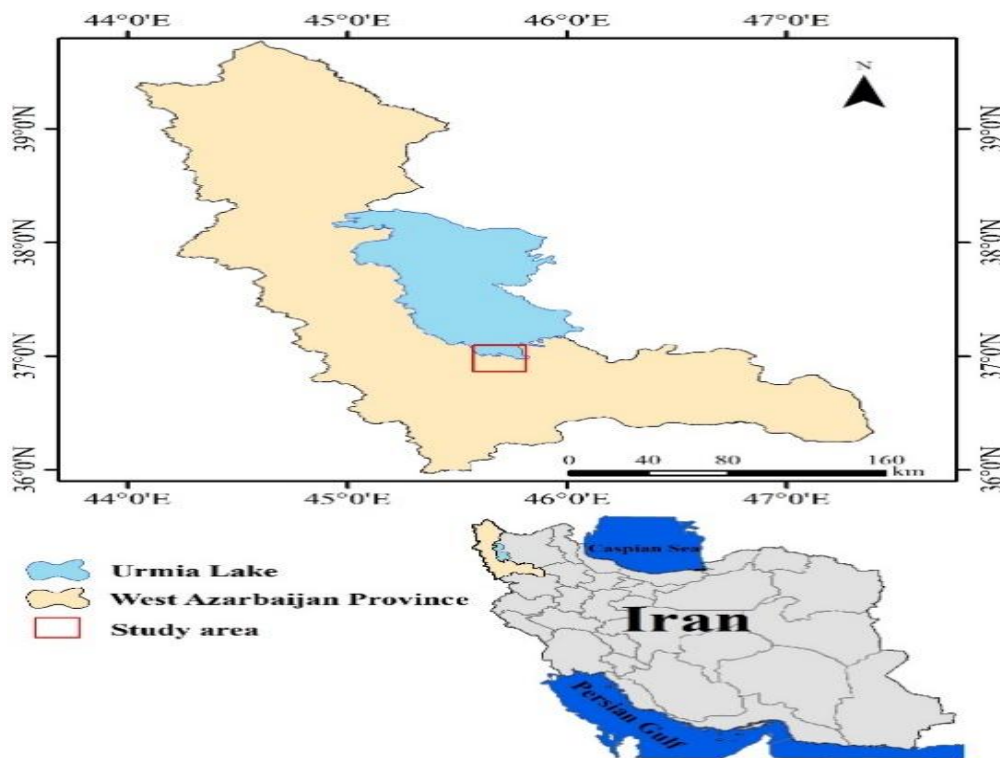 44°0'E 45°0'E 46°0'E 47°0'E
N
39°0'N 39°0'N
38°0'N 38°0'N
37°0'N 37°0'N
36°0'N 36°0'N
0 40 80 160
km
44°0'E 45°0'E 46°0'E 47°0'E
Caspian Sea
Urmia Lake
West Azarbaijan Province
Study area
Iran
Persian Gulf